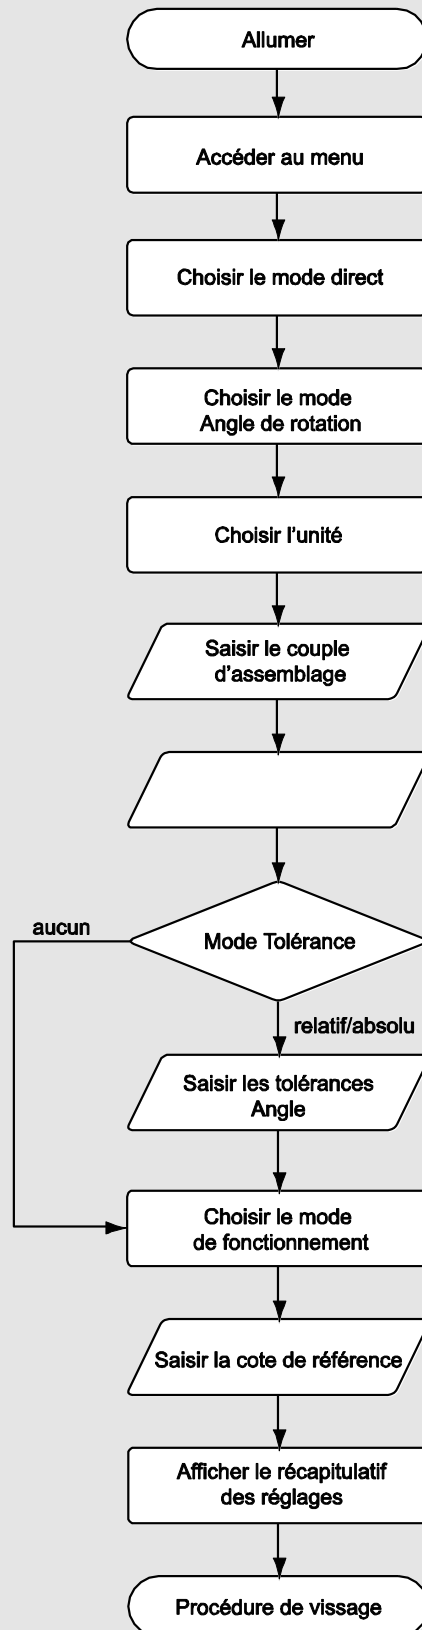 Allumer
Accéder au menu
Choisir le mode direct
Choisir le mode
Angle de rotation
Choisir l'unité
Saisir le couple
d'assemblage
Mode Tolérance
aucun
relatif/absolu
Saisir les tolérances
Angle
Choisir le mode
de fonctionnement
Saisir la cote de référence
Afficher le récapitulatif
des réglages
Procédure de vissage